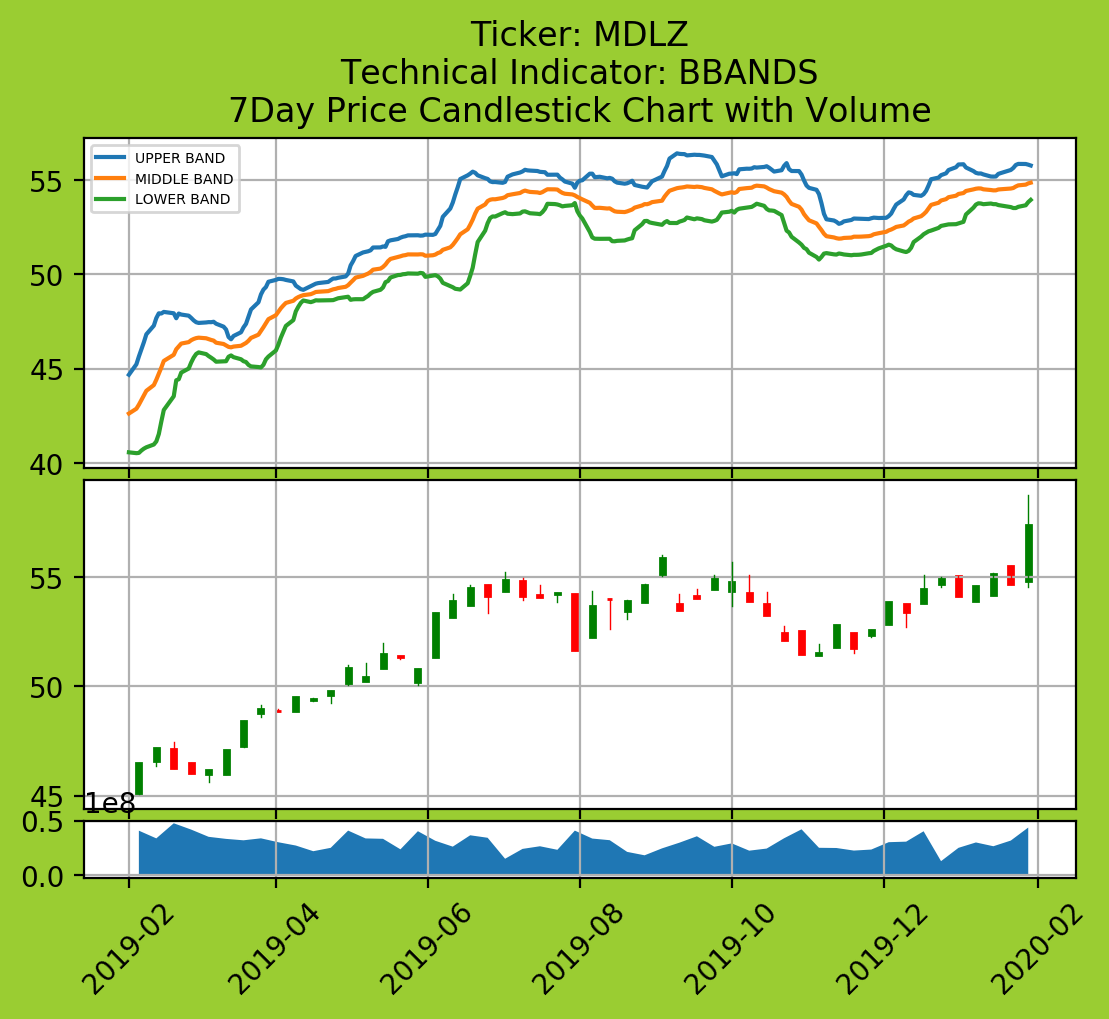 Ticker: MDLZ
Technical Indicator: BBANDS
7Day Price Candlestick Chart with Volume
UPPER BAND
MIDDLE BAND
LOWER BAND
55
50
45
40
55
50
45
1e8
0.5
0.0
2019-02
2019-04
2019-06
2019-08
2019-10
2019-12
2020-02